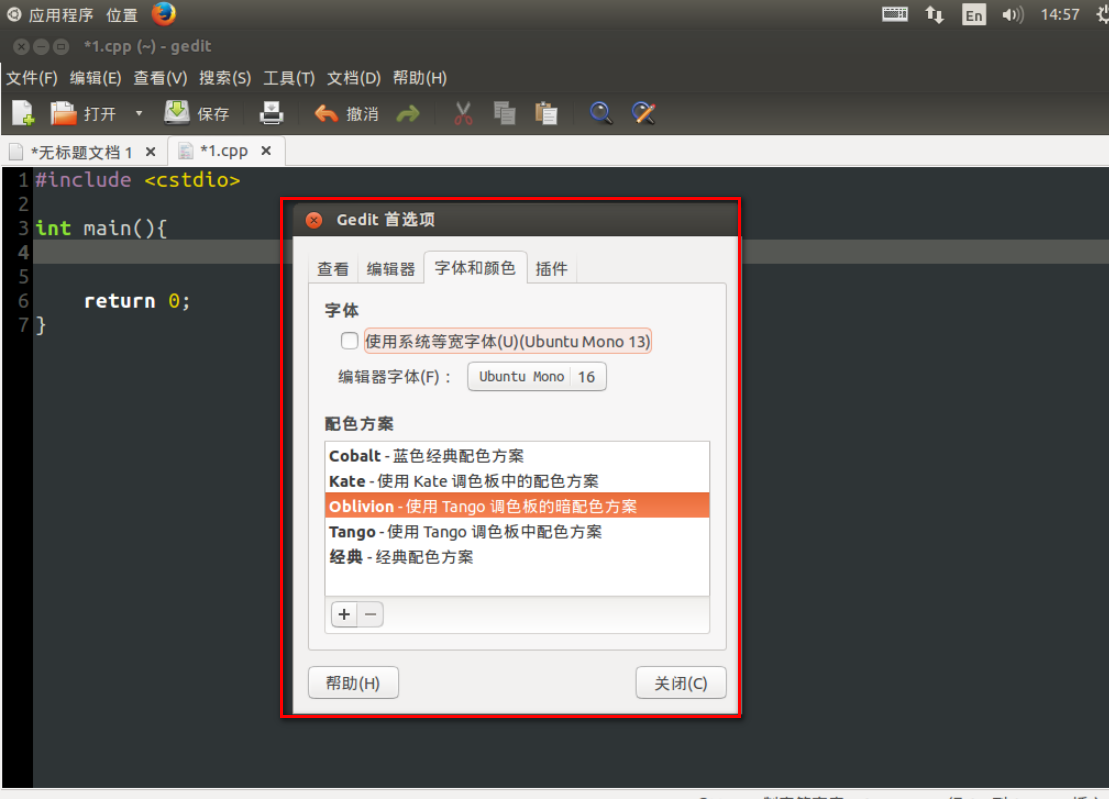 应用程序 位置 En 14:57
*1.cpp (~) - gedit
文件(F) 编辑(E) 查看(V) 搜索(S) 工具(T) 文档(D) 帮助(H)
打开 保存 撤消
*无标题文档 1 × *1.cpp ×
1 #include <cstdio>
2
3 int main(){
4
5
6 return 0;
7 }
Gedit 首选项
查看 编辑器 字体和颜色 插件
字体
使用系统等宽字体(U)(Ubuntu Mono 13)
编辑器字体(F)： Ubuntu Mono 16
配色方案
Cobalt - 蓝色经典配色方案
Kate - 使用 Kate 调色板中的配色方案
Oblivion - 使用 Tango 调色板的暗配色方案
Tango - 使用 Tango 调色板中配色方案
经典 - 经典配色方案
+ −
帮助(H) 关闭(C)